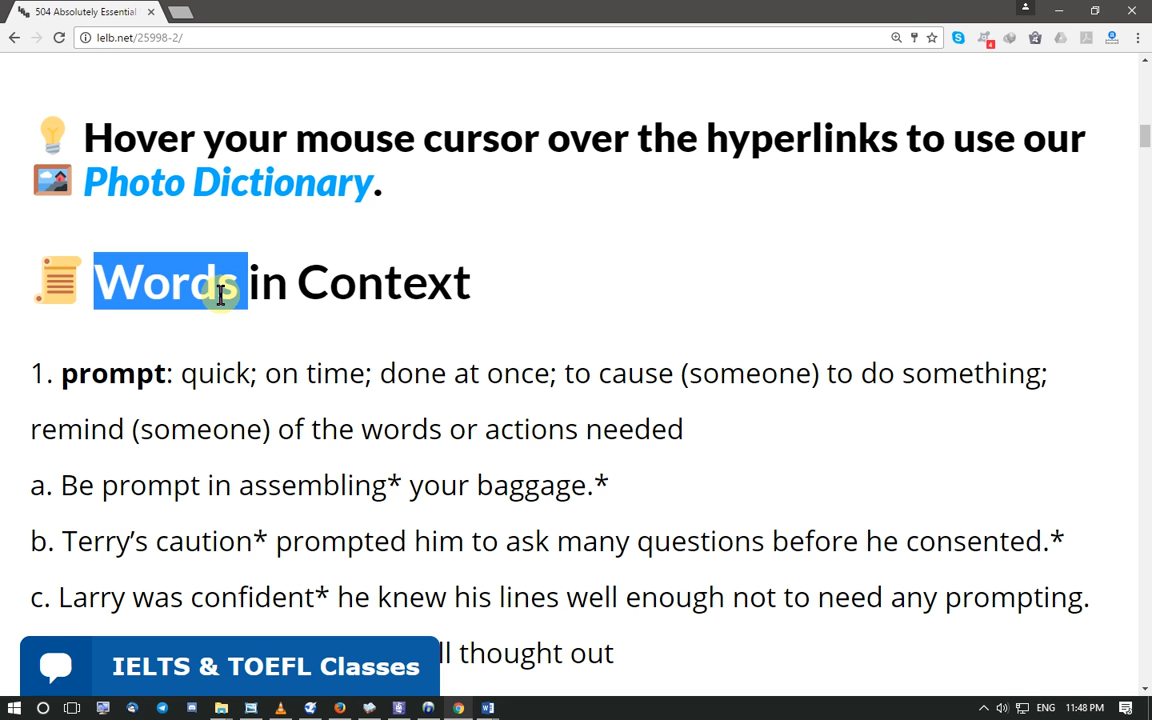 504 Absolutely Essential
lelb.net/25998-2/
4
Hover your mouse cursor over the hyperlinks to use our
Photo Dictionary.
Words in Context
1. prompt: quick; on time; done at once; to cause (someone) to do something;
remind (someone) of the words or actions needed
a. Be prompt in assembling* your baggage.*
b. Terry’s caution* prompted him to ask many questions before he consented.*
c. Larry was confident* he knew his lines well enough not to need any prompting.
ll thought out
IELTS & TOEFL Classes
ENG 11:48 PM